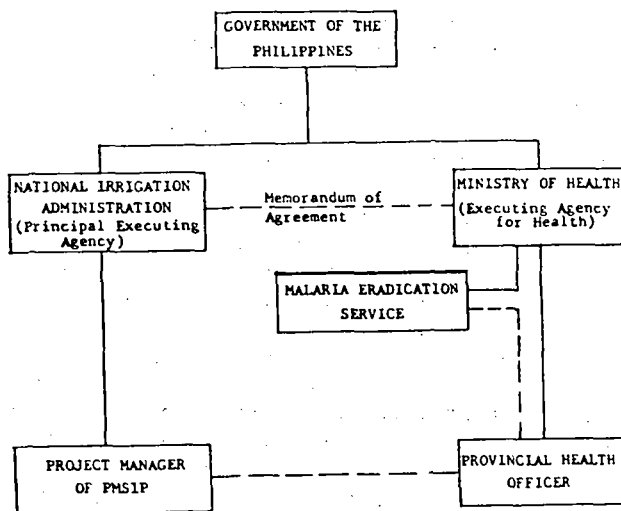 GOVERNMENT OF THE
PHILIPPINES
NATIONAL IRRIGATION
ADMINISTRATION
(Principal Executing
Agency)
Memorandum of
Agreement
MINISTRY OF HEALTH
(Executing Agency
for Health)
MALARIA ERADICATION
SERVICE
PROJECT MANAGER
OF PMS1P
PROVINCIAL HEALTH
OFFICER